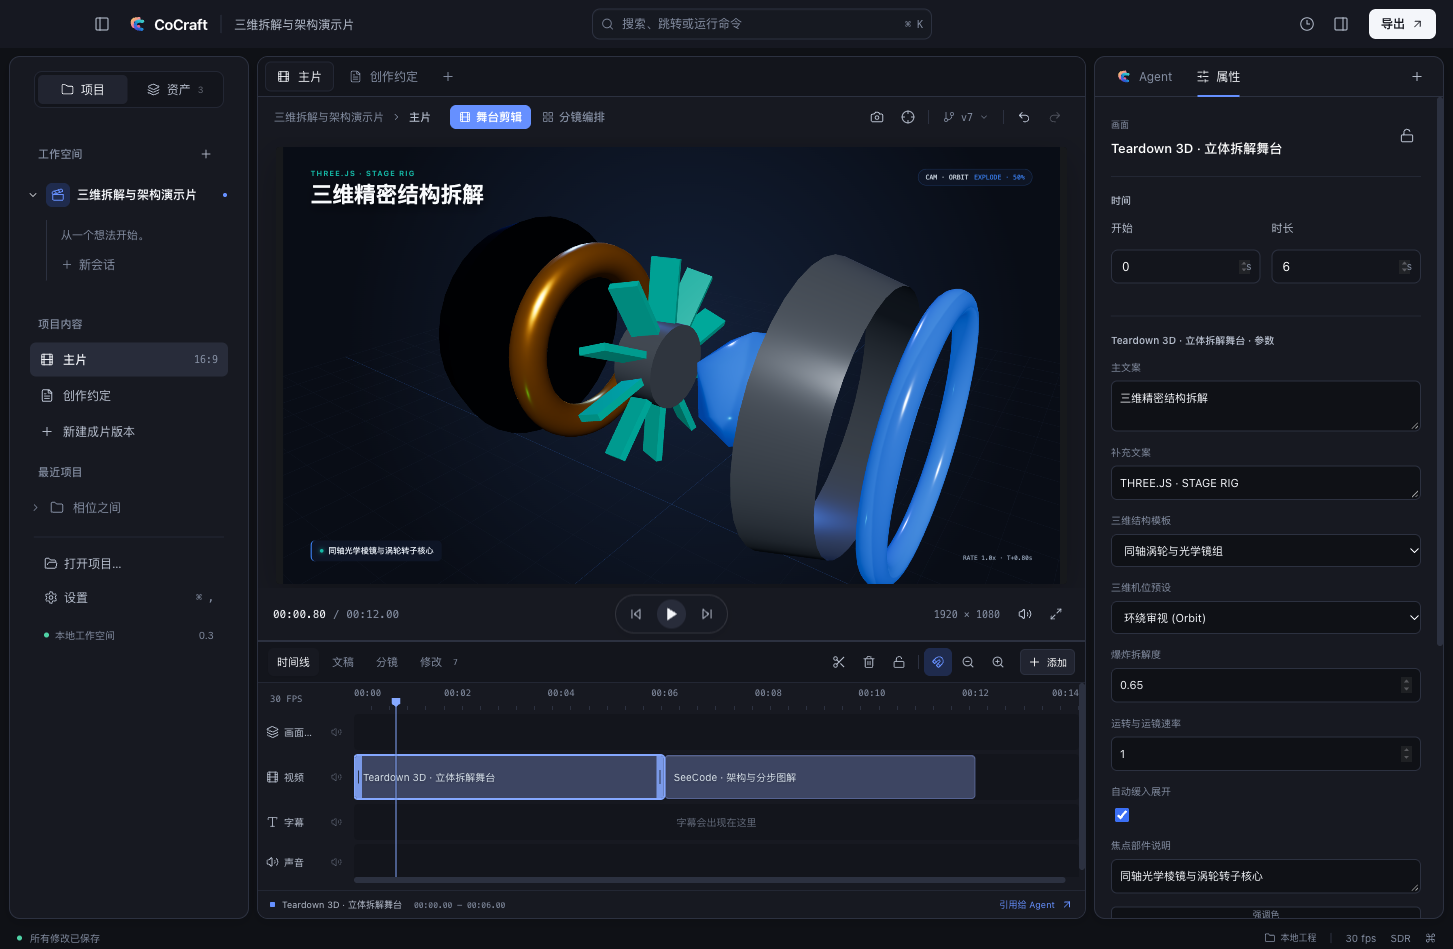 CoCraft
三维拆解与架构演示片
搜索、跳转或运行命令
⌘ K
导出
项目
资产 3
工作空间
三维拆解与架构演示片
从一个想法开始。
新会话
项目内容
主片 16:9
创作约定
新建成片版本
最近项目
相位之间
打开项目...
设置 ⌘ ,
本地工作空间 0.3
主片
创作约定
三维拆解与架构演示片 > 主片
舞台剪辑
分镜编排
v7
THREE.JS · STAGE RIG
三维精密结构拆解
CAM · ORBIT EXPLODE · 50%
同轴光学棱镜与涡轮转子核心
RATE 1.0x · T+0.80s
00:00.80 / 00:12.00
1920 × 1080
时间线
文稿
分镜
修改 7
添加
30 FPS
00:00 00:02 00:04 00:06 00:08 00:10 00:12 00:14
画面...
视频
Teardown 3D · 立体拆解舞台
SeeCode · 架构与分步图解
字幕
字幕会出现在这里
声音
Teardown 3D · 立体拆解舞台 00:00.00 — 00:06.00
引用给 Agent
Agent
属性
画面
Teardown 3D · 立体拆解舞台
时间
开始 时长
0 s 6 s
Teardown 3D · 立体拆解舞台 · 参数
主文案
三维精密结构拆解
补充文案
THREE.JS · STAGE RIG
三维结构模板
同轴涡轮与光学镜组
三维机位预设
环绕审视 (Orbit)
爆炸拆解度
0.65
运转与运镜速率
1
自动缓入展开
焦点部件说明
同轴光学棱镜与涡轮转子核心
强调色
所有修改已保存
本地工程
30 fps
SDR
⌘